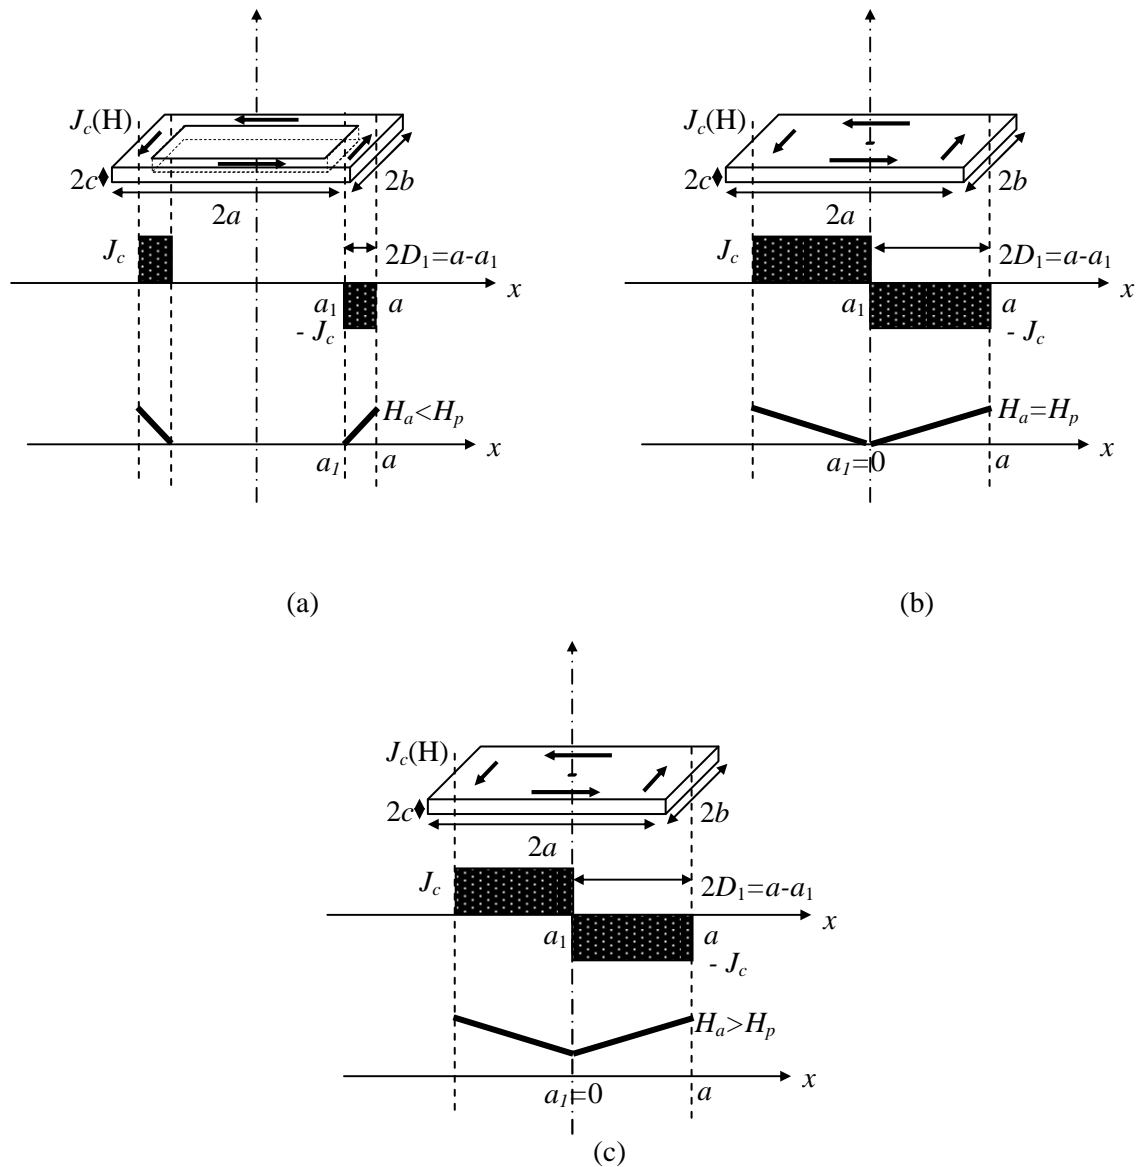 J_c(H)
2c
2b
2a
J_c
2D_1=a-a_1
x
a_1
a
- J_c
H_a<H_p
x
a_1
a
(a)
J_c(H)
2c
2b
2a
J_c
2D_1=a-a_1
x
a_1
a
- J_c
H_a=H_p
x
a_1=0
a
(b)
J_c(H)
2c
2b
2a
J_c
2D_1=a-a_1
x
a_1
a
- J_c
H_a>H_p
x
a_1=0
a
(c)